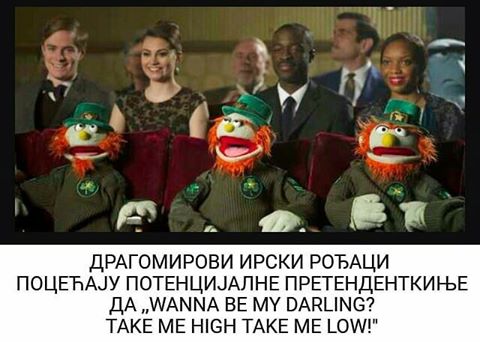 ДРАГОМИРОВИ ИРСКИ РОЂАЦИ
ПОЦЕЋАЈУ ПОТЕНЦИЈАЛНЕ ПРЕТЕНДЕНТКИЊЕ
ДА „WANNA BE MY DARLING?
TAKE ME HIGH TAKE ME LOW!"